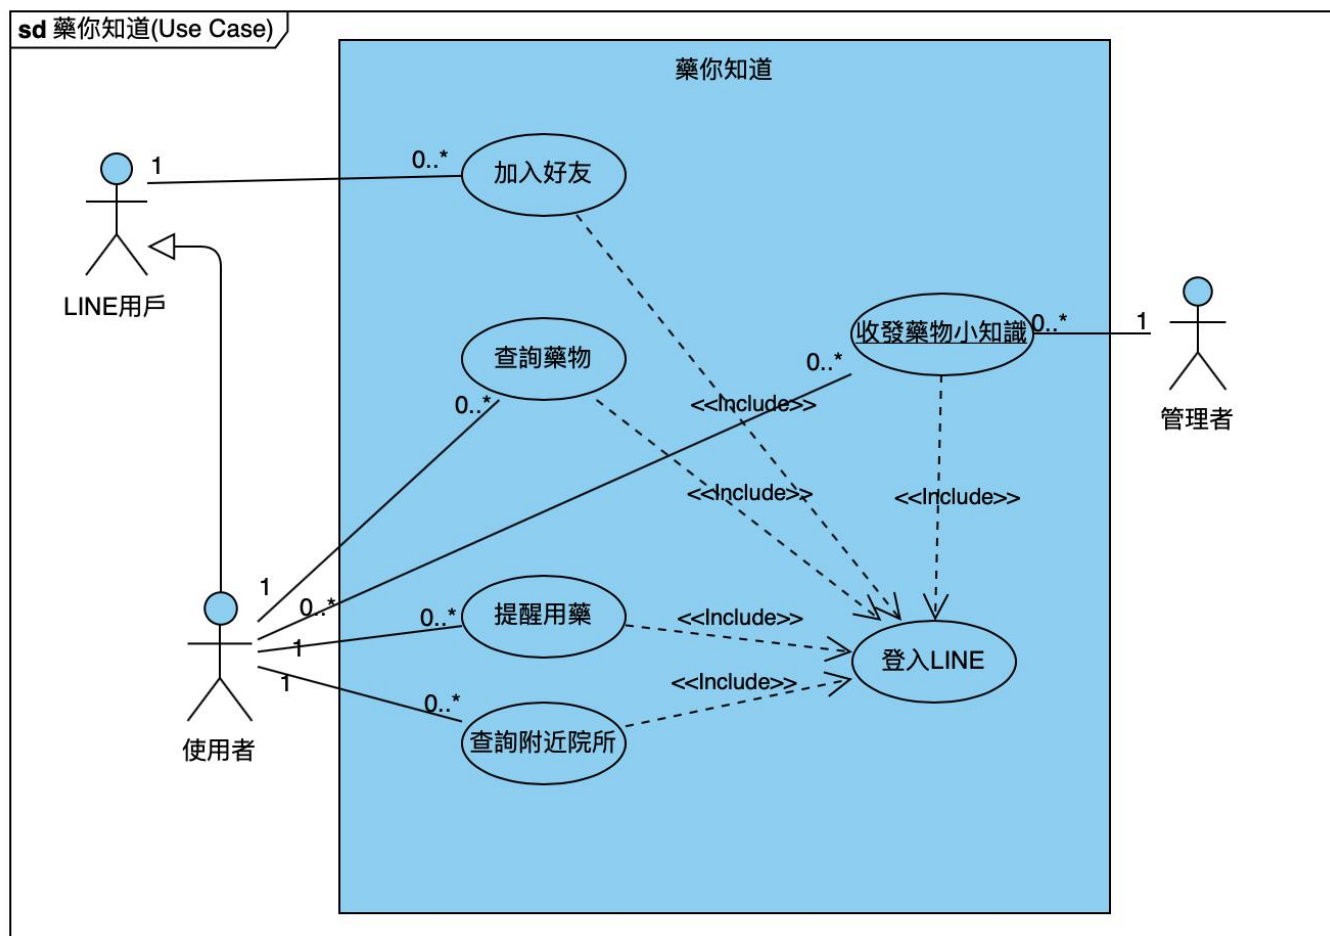 sd 藥你知道(Use Case)
藥你知道
1
0..*
加入好友
LINE用戶
查詢藥物
0..*
收發藥物小知識
0..*
1
管理者
0..*
<<Include>>
<<Include>>
<<Include>>
1
0..*
1
0..*
提醒用藥
<<Include>>
登入LINE
1
0..*
查詢附近院所
<<Include>>
使用者